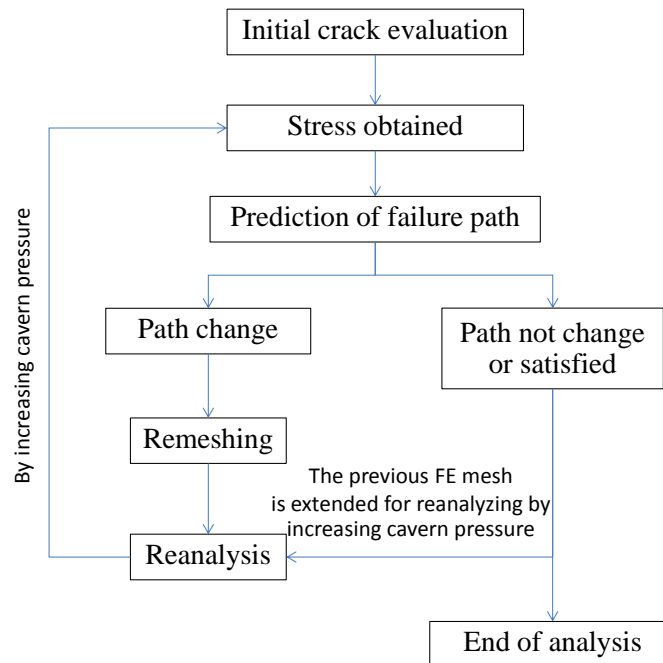 Initial crack evaluation
Stress obtained
Prediction of failure path
By increasing cavern pressure
Path change
Path not change
or satisfied
Remeshing
The previous FE mesh
is extended for reanalyzing by
increasing cavern pressure
Reanalysis
End of analysis